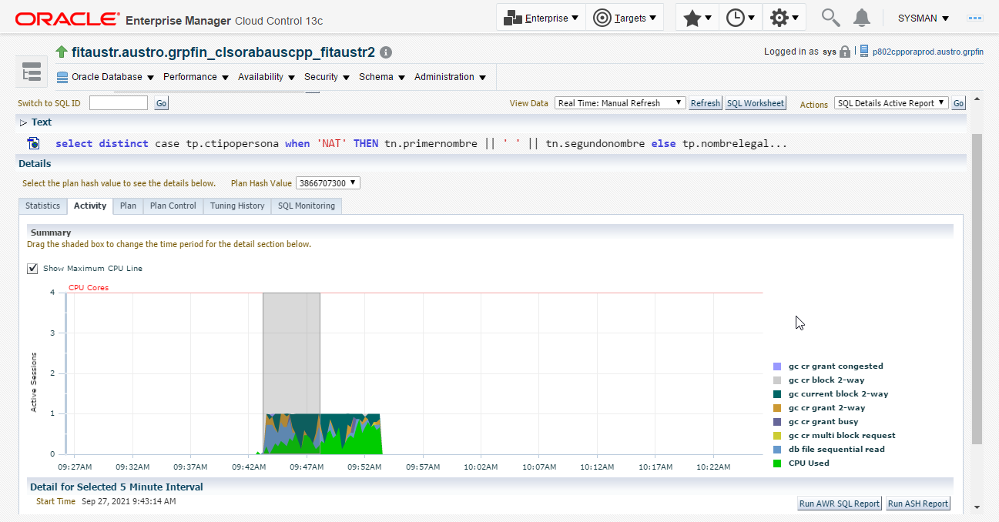 ORACLE Enterprise Manager Cloud Control 13c Enterprise Targets SYSMAN
fitaustr.austro.grpfin_clsorabauscpp_fitaustr2 Logged in as sys p802cpporaprod.austro.grpfin
Oracle Database Performance Availability Security Schema Administration
Switch to SQL ID Go View Data Real Time: Manual Refresh Refresh SQL Worksheet Actions SQL Details Active Report Go
Text
select distinct case tp.ctipopersona when 'NAT' THEN tn.primernombre || ' ' || tn.segundonombre else tp.nombrelegal...
Details
Select the plan hash value to see the details below. Plan Hash Value 3866707300
Statistics Activity Plan Plan Control Tuning History SQL Monitoring
Summary
Drag the shaded box to change the time period for the detail section below.
Show Maximum CPU Line
CPU Cores
4
3
2
1
0
Active Sessions
09:27AM 09:32AM 09:37AM 09:42AM 09:47AM 09:52AM 09:57AM 10:02AM 10:07AM 10:12AM 10:17AM 10:22AM
gc cr grant congested
gc cr block 2-way
gc current block 2-way
gc cr grant 2-way
gc cr grant busy
gc cr multi block request
db file sequential read
CPU Used
Detail for Selected 5 Minute Interval
Start Time Sep 27, 2021 9:43:14 AM Run AWR SQL Report Run ASH Report